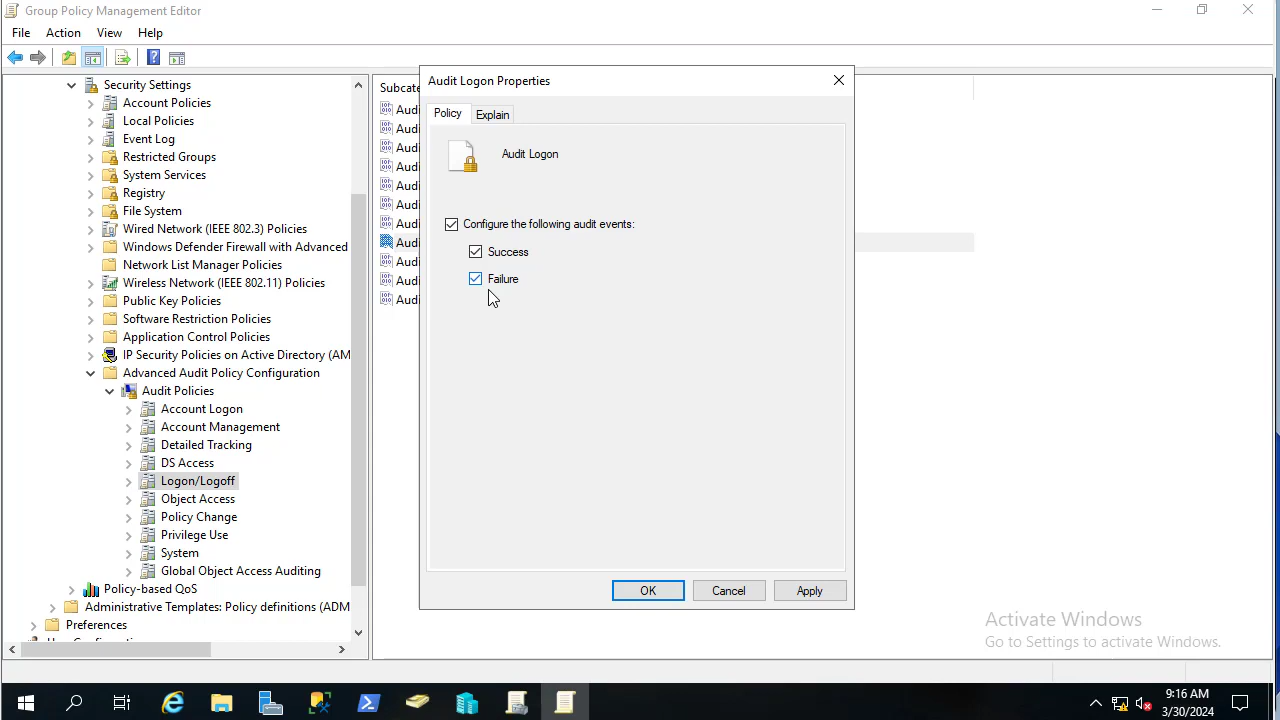 Group Policy Management Editor
File Action View Help
Security Settings
Account Policies
Local Policies
Event Log
Restricted Groups
System Services
Registry
File System
Wired Network (IEEE 802.3) Policies
Windows Defender Firewall with Advanced
Network List Manager Policies
Wireless Network (IEEE 802.11) Policies
Public Key Policies
Software Restriction Policies
Application Control Policies
IP Security Policies on Active Directory (AM
Advanced Audit Policy Configuration
Audit Policies
Account Logon
Account Management
Detailed Tracking
DS Access
Logon/Logoff
Object Access
Policy Change
Privilege Use
System
Global Object Access Auditing
Policy-based QoS
Administrative Templates: Policy definitions (ADM
Preferences
Subcate
Audi
Audi
Audi
Audi
Audi
Audi
Audi
Audi
Audi
Audi
Audi
Audit Logon Properties
Policy Explain
Audit Logon
Configure the following audit events:
Success
Failure
OK Cancel Apply
Activate Windows
Go to Settings to activate Windows.
9:16 AM
3/30/2024